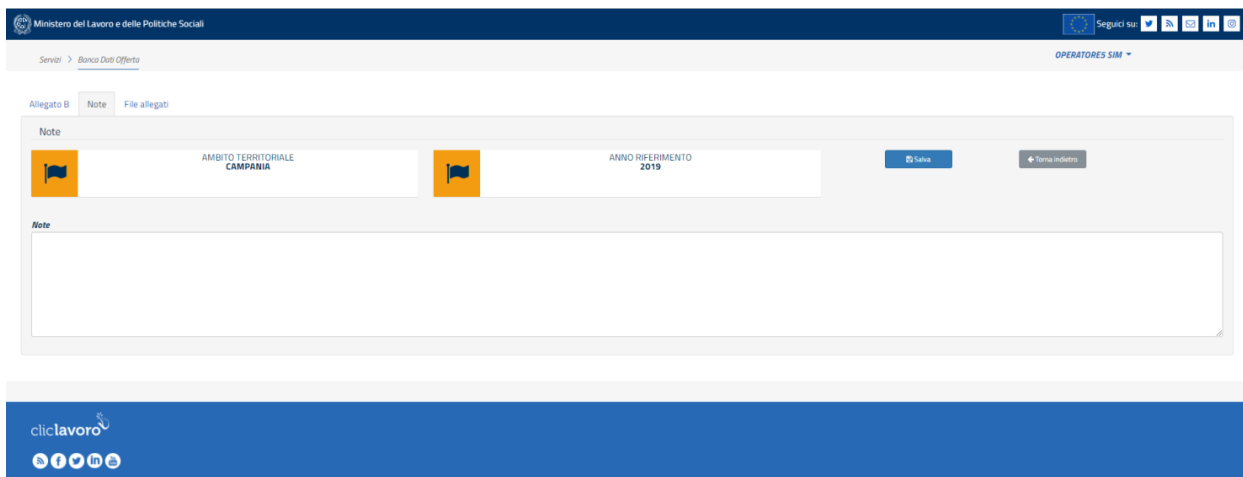 Ministero del Lavoro e delle Politiche Sociali
Seguici su:
Servizi > Banca Dati Offerta
OPERATORES SIM
Allegato B Note File allegati
Note
AMBITO TERRITORIALE
CAMPANIA
ANNO RIFERIMENTO
2019
Salva
Torna indietro
Note
cliclavoro